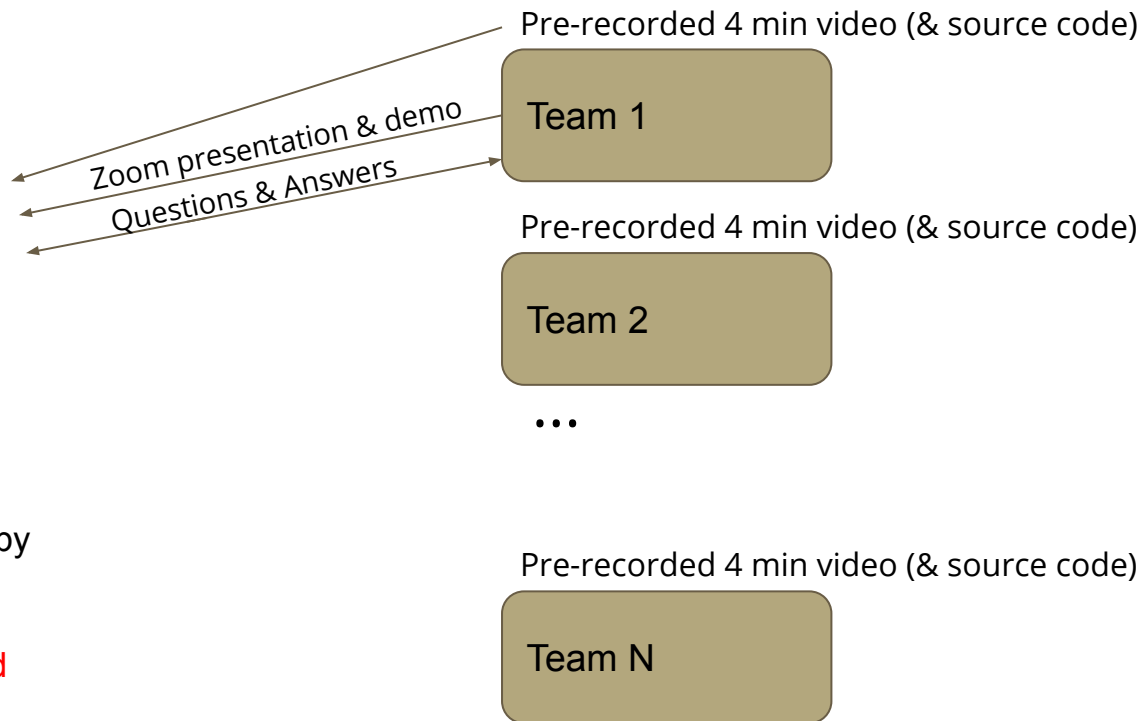 Pre-recorded 4 min video (& source code)
Team 1
Zoom presentation & demo
Questions & Answers
Pre-recorded 4 min video (& source code)
Team 2
...
by
Pre-recorded 4 min video (& source code)
Team N